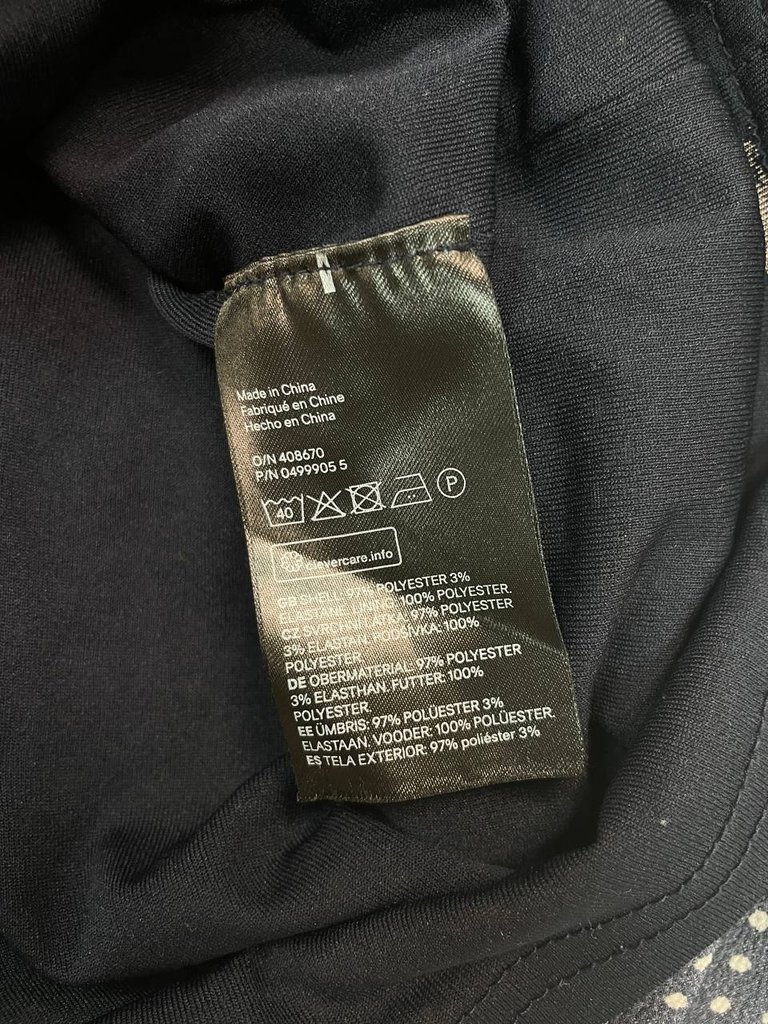 Made in China
Fabriqué en Chine
Hecho en China
O/N 408670
P/N 0499905 5
40
P
clevercare.info
GB SHELL: 97% POLYESTER 3%
ELASTANE. LINING: 100% POLYESTER.
CZ SVRCHNÍ LÁTKA: 97% POLYESTER
3% ELASTAN. PODŠÍVKA: 100%
POLYESTER.
DE OBERMATERIAL: 97% POLYESTER
3% ELASTHAN. FUTTER: 100%
POLYESTER.
EE ÜMBRIS: 97% POLÜESTER 3%
ELASTAAN. VOODER: 100% POLÜESTER.
ES TELA EXTERIOR: 97% poliéster 3%